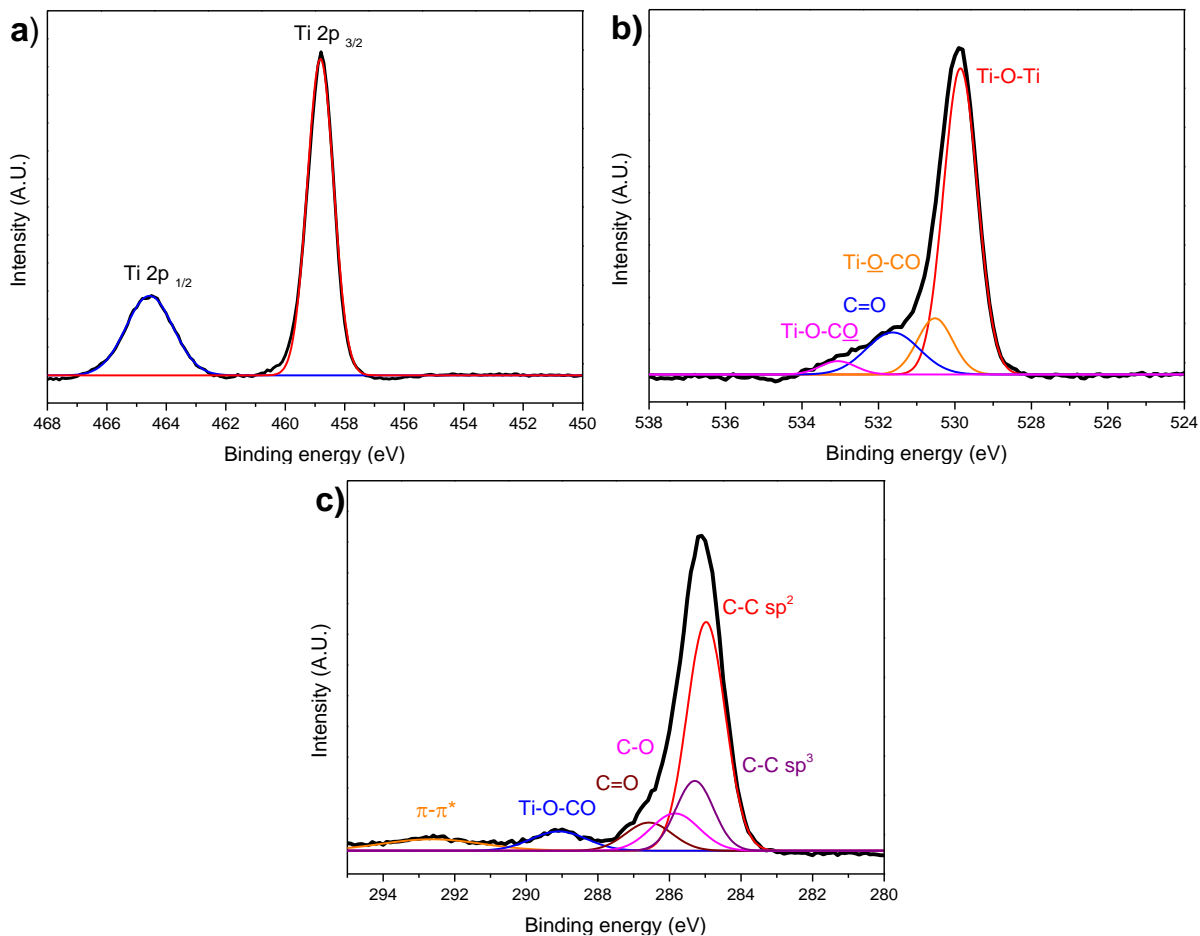 a)
Ti 2p 3/2
Ti 2p 1/2
Intensity (A.U.)
468 466 464 462 460 458 456 454 452 450
Binding energy (eV)
b)
Ti-O-Ti
Ti-O-CO
C=O
Ti-O-CO
Intensity (A.U.)
538 536 534 532 530 528 526 524
Binding energy (eV)
c)
C-C sp²
C-O
C-C sp³
C=O
Ti-O-CO
π-π*
Intensity (A.U.)
294 292 290 288 286 284 282 280
Binding energy (eV)